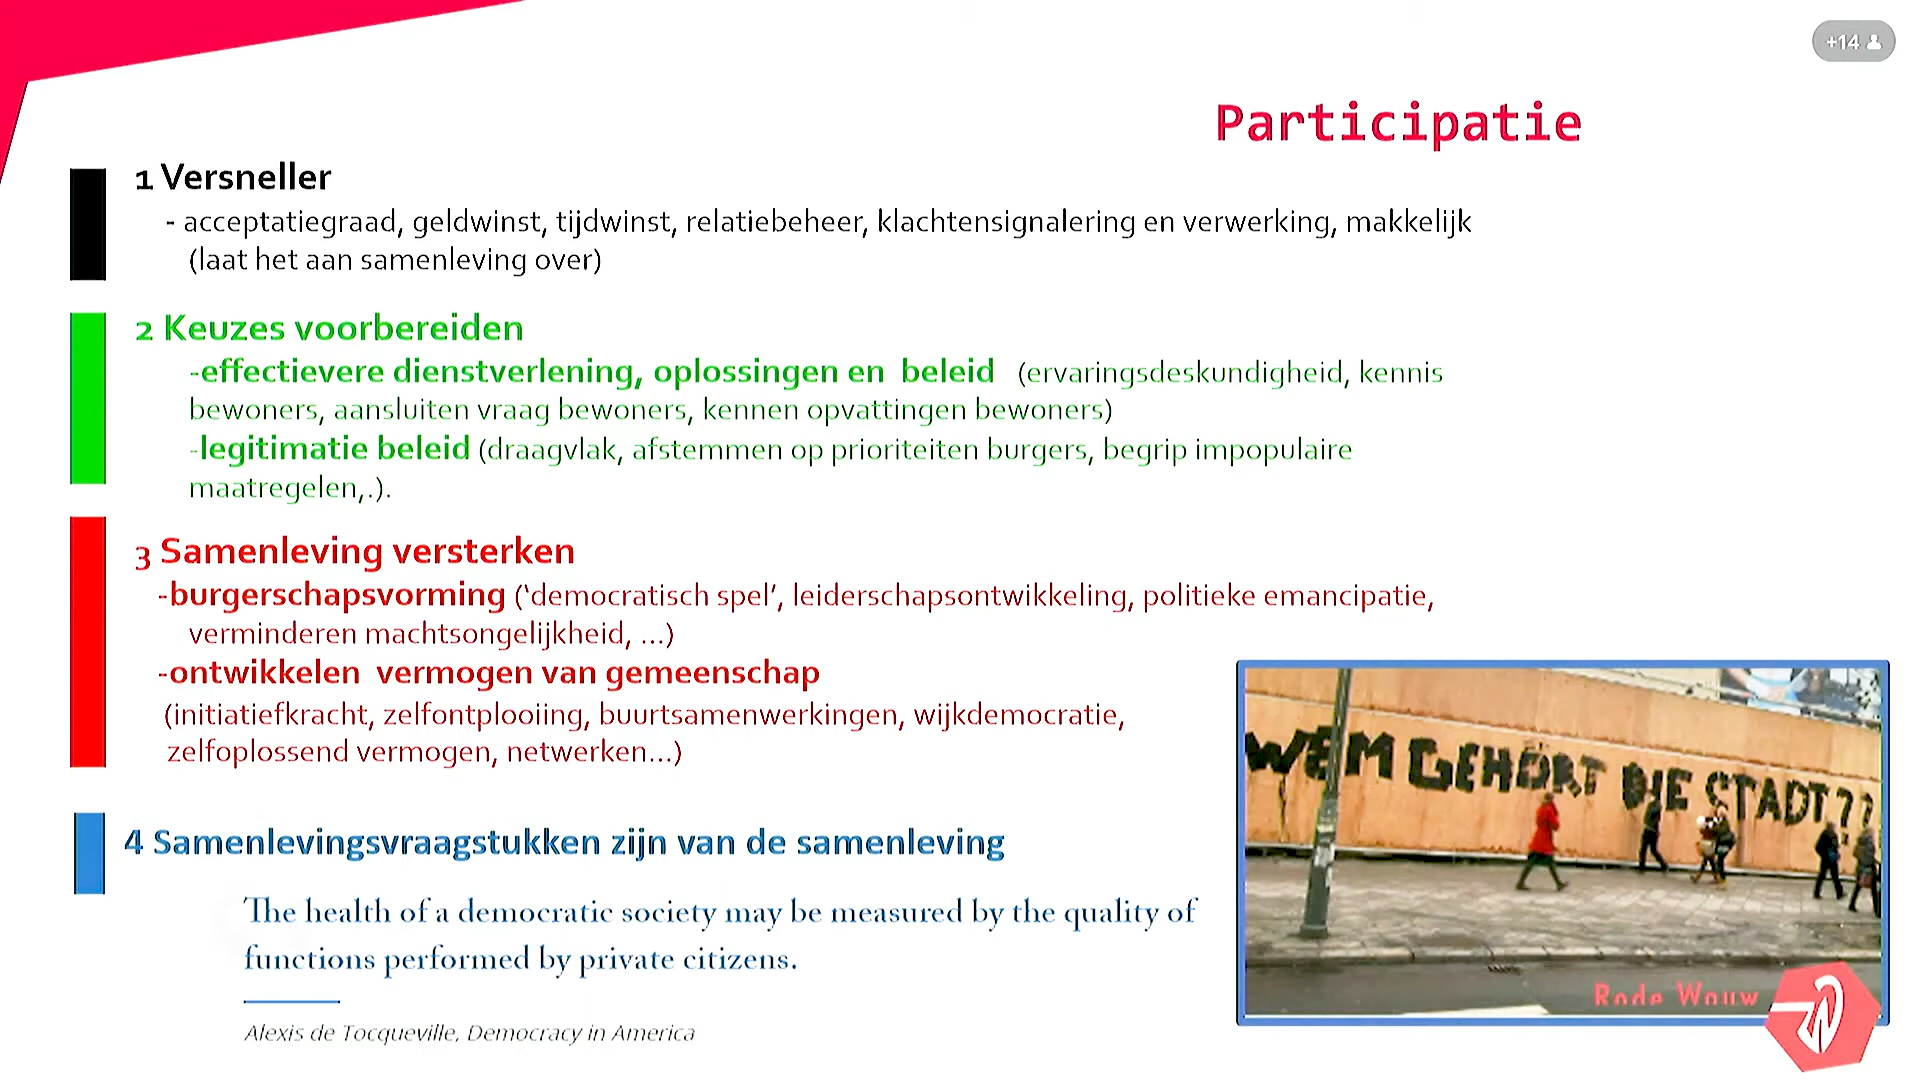 +14
Participatie
1 Versneller
- acceptatiegraad, geldwinst, tijdwinst, relatiebeheer, klachtensignalering en verwerking, makkelijk
(laat het aan samenleving over)
2 Keuzes voorbereiden
-effectievere dienstverlening, oplossingen en beleid (ervaringsdeskundigheid, kennis
bewoners, aansluiten vraag bewoners, kennen opvattingen bewoners)
-legitimatie beleid (draagvlak, afstemmen op prioriteiten burgers, begrip impopulaire
maatregelen,.).
3 Samenleving versterken
-burgerschapsvorming (‘democratisch spel’, leiderschapsontwikkeling, politieke emancipatie,
verminderen machtsongelijkheid, ...)
-ontwikkelen vermogen van gemeenschap
(initiatiefkracht, zelfontplooiing, buurtsamenwerkingen, wijkdemocratie,
zelfoplossend vermogen, netwerken...)
WEM GEHÖRT DIE STADT??
4 Samenlevingsvraagstukken zijn van de samenleving
The health of a democratic society may be measured by the quality of
functions performed by private citizens.
Rode Wouw
Alexis de Tocqueville, Democracy in America